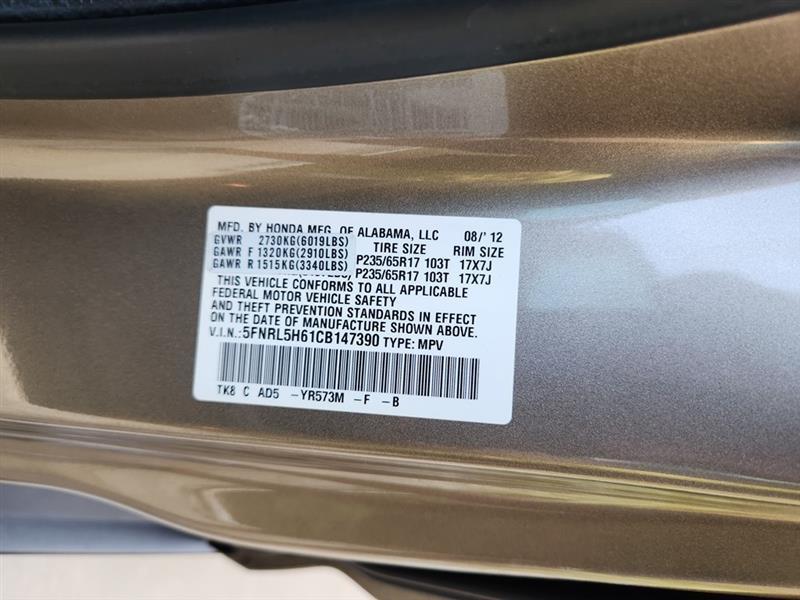 MFD. BY HONDA MFG. OF ALABAMA, LLC 08/'12
GVWR 2730KG(6019LBS) TIRE SIZE RIM SIZE
GAWR F 1320KG(2910LBS) P235/65R17 103T 17X7J
GAWR R 1515KG(3340LBS) P235/65R17 103T 17X7J
THIS VEHICLE CONFORMS TO ALL APPLICABLE
FEDERAL MOTOR VEHICLE SAFETY
AND THEFT PREVENTION STANDARDS IN EFFECT
ON THE DATE OF MANUFACTURE SHOWN ABOVE.
V.I.N.: 5FNRL5H61CB147390 TYPE: MPV
TK8 C AD5 -YR573M -F -B